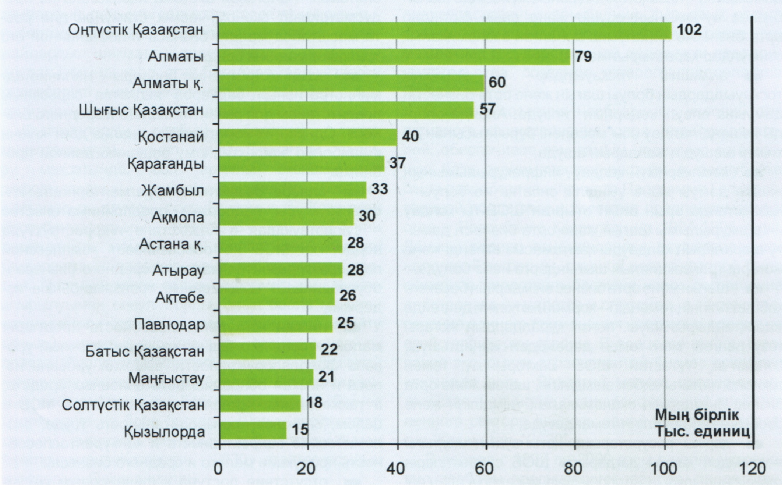 Оңтүстік Қазақстан 102
Алматы 79
Алматы қ. 60
Шығыс Қазақстан 57
Қостанай 40
Қарағанды 37
Жамбыл 33
Ақмола 30
Астана қ. 28
Атырау 28
Ақтөбе 26
Павлодар 25
Батыс Қазақстан 22
Маңғыстау 21
Солтүстік Қазақстан 18
Қызылорда 15
Мың бірлік
Тыс. единиц
0 20 40 60 80 100 120